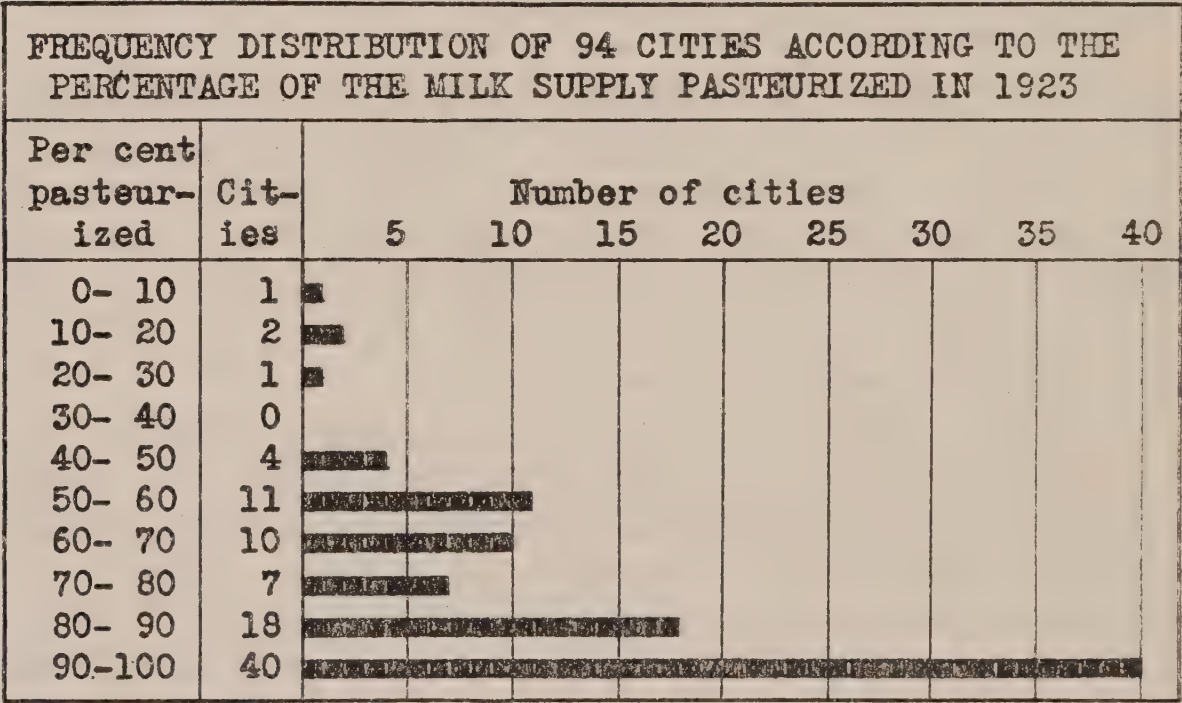 FREQUENCY DISTRIBUTION OF 94 CITIES ACCORDING TO THE
PERCENTAGE OF THE MILK SUPPLY PASTEURIZED IN 1923
Per cent
pasteur- Cit- Number of cities
ized ies 5 10 15 20 25 30 35 40
0- 10 1
10- 20 2
20- 30 1
30- 40 0
40- 50 4
50- 60 11
60- 70 10
70- 80 7
80- 90 18
90-100 40